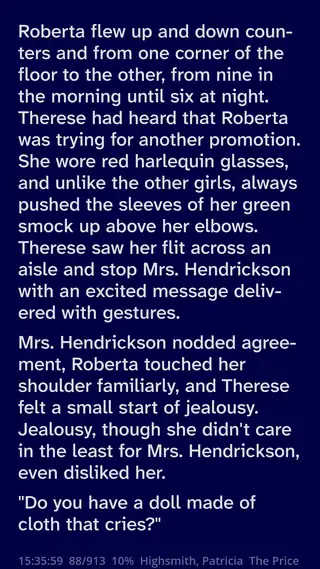 Roberta flew up and down coun-
ters and from one corner of the
floor to the other, from nine in
the morning until six at night.
Therese had heard that Roberta
was trying for another promotion.
She wore red harlequin glasses,
and unlike the other girls, always
pushed the sleeves of her green
smock up above her elbows.
Therese saw her flit across an
aisle and stop Mrs. Hendrickson
with an excited message deliv-
ered with gestures.
Mrs. Hendrickson nodded agree-
ment, Roberta touched her
shoulder familiarly, and Therese
felt a small start of jealousy.
Jealousy, though she didn't care
in the least for Mrs. Hendrickson,
even disliked her.
"Do you have a doll made of
cloth that cries?"
15:35:59 88/913 10% Highsmith, Patricia The Price